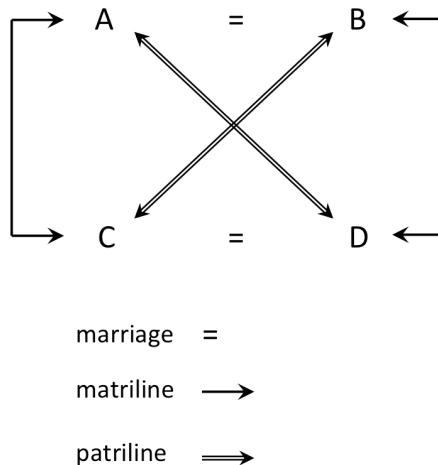 A = B
C = D
marriage =
matriline
patriline